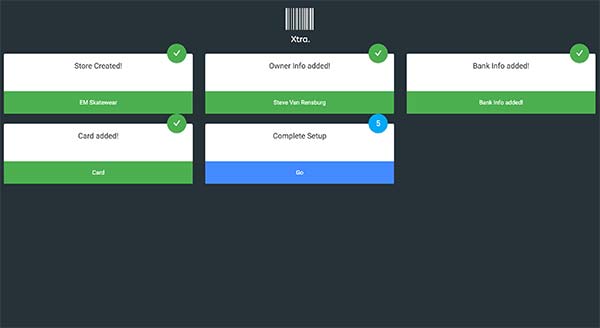 Xtra.
Store Created!
EM Skatewear
Owner Info added!
Steve Van Rensburg
Bank Info added!
Bank Info added!
Card added!
Card
5
Complete Setup
Go